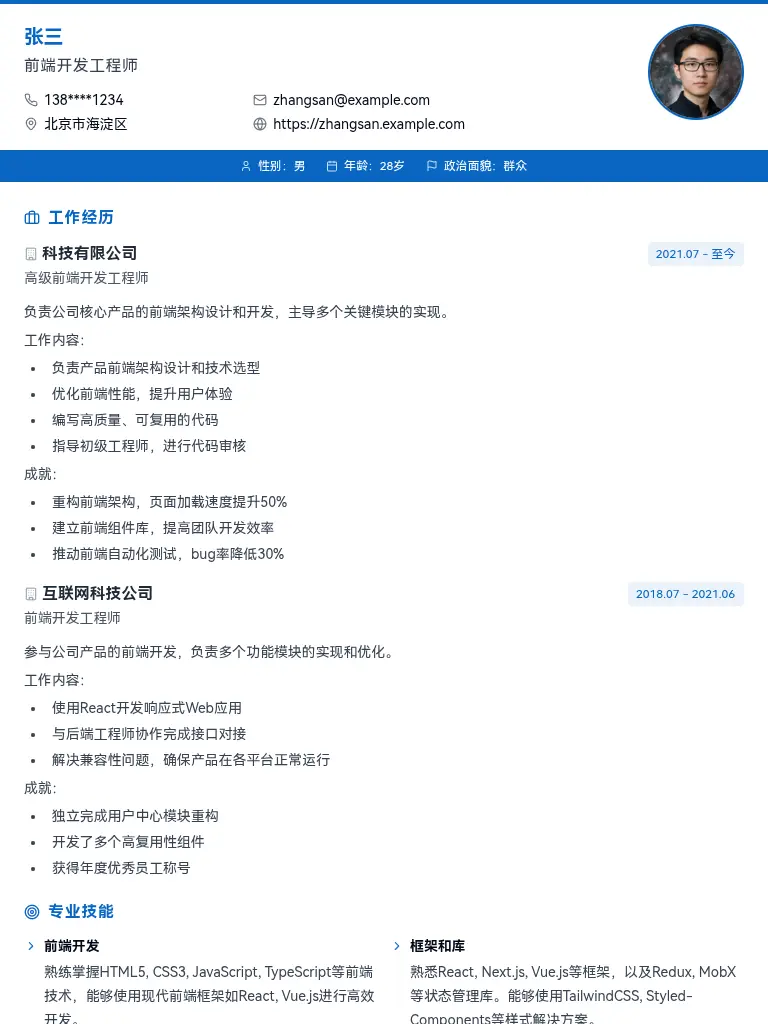 张三
前端开发工程师
138****1234
zhangsan@example.com
北京市海淀区
https://zhangsan.example.com
性别：男
年龄：28岁
政治面貌：群众
工作经历
科技有限公司
2021.07 - 至今
高级前端开发工程师
负责公司核心产品的前端架构设计和开发，主导多个关键模块的实现。
工作内容：
• 负责产品前端架构设计和技术选型
• 优化前端性能，提升用户体验
• 编写高质量、可复用的代码
• 指导初级工程师，进行代码审核
成就：
• 重构前端架构，页面加载速度提升50%
• 建立前端组件库，提高团队开发效率
• 推动前端自动化测试，bug率降低30%
互联网科技公司
2018.07 - 2021.06
前端开发工程师
参与公司产品的前端开发，负责多个功能模块的实现和优化。
工作内容：
• 使用React开发响应式Web应用
• 与后端工程师协作完成接口对接
• 解决兼容性问题，确保产品在各平台正常运行
成就：
• 独立完成用户中心模块重构
• 开发了多个高复用性组件
• 获得年度优秀员工称号
专业技能
前端开发
熟练掌握HTML5, CSS3, JavaScript, TypeScript等前端
技术，能够使用现代前端框架如React, Vue.js进行高效
开发。
框架和库
熟悉React, Next.js, Vue.js等框架，以及Redux, MobX
等状态管理库。能够使用TailwindCSS, Styled-
Components等样式解决方案。